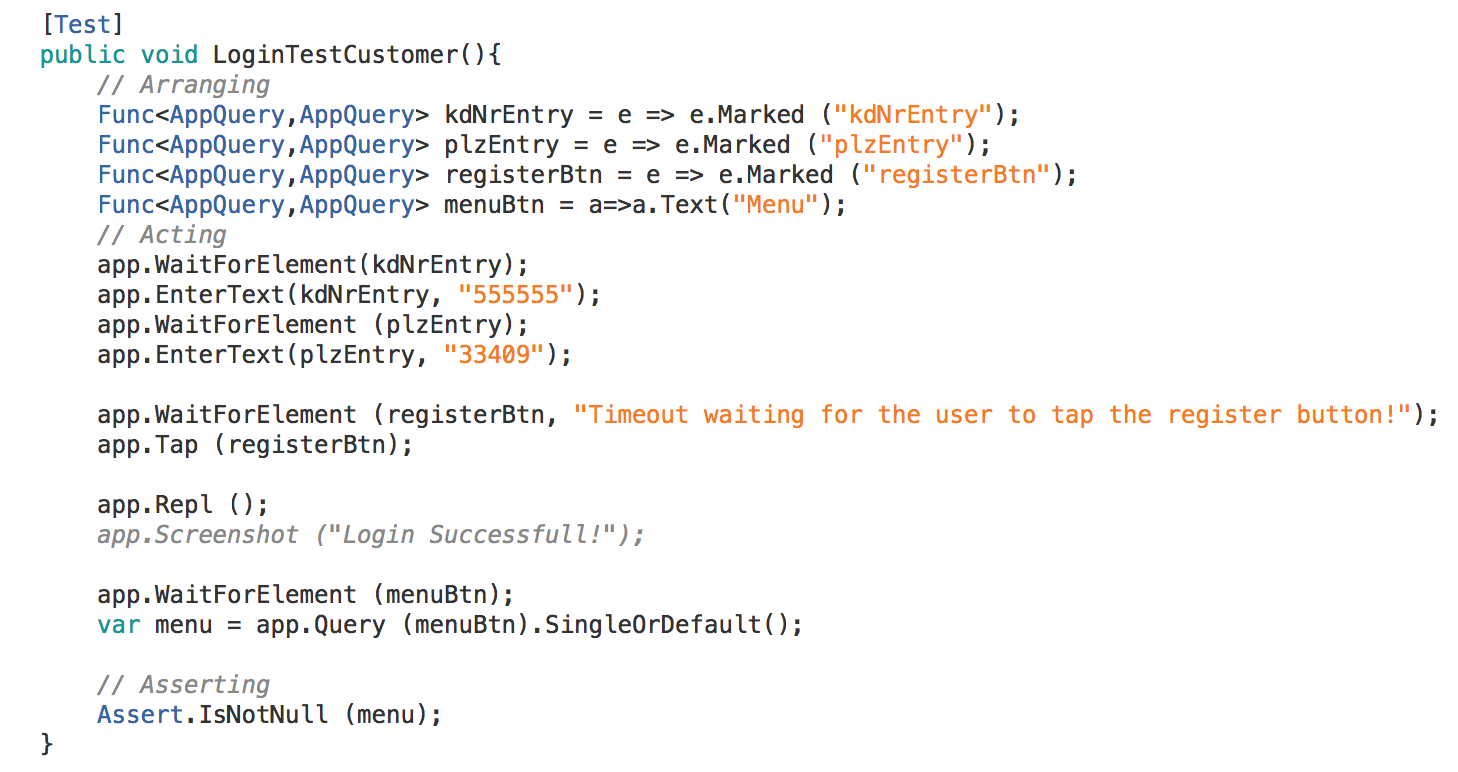 [Test]
public void LoginTestCustomer(){
    // Arranging
    Func<AppQuery,AppQuery> kdNrEntry = e => e.Marked ("kdNrEntry");
    Func<AppQuery,AppQuery> plzEntry = e => e.Marked ("plzEntry");
    Func<AppQuery,AppQuery> registerBtn = e => e.Marked ("registerBtn");
    Func<AppQuery,AppQuery> menuBtn = a=>a.Text("Menu");
    // Acting
    app.WaitForElement(kdNrEntry);
    app.EnterText(kdNrEntry, "555555");
    app.WaitForElement (plzEntry);
    app.EnterText(plzEntry, "33409");
    app.WaitForElement (registerBtn, "Timeout waiting for the user to tap the register button!");
    app.Tap (registerBtn);
    app.Repl ();
    app.Screenshot ("Login Successfull!");
    app.WaitForElement (menuBtn);
    var menu = app.Query (menuBtn).SingleOrDefault();
    // Asserting
    Assert.IsNotNull (menu);
}